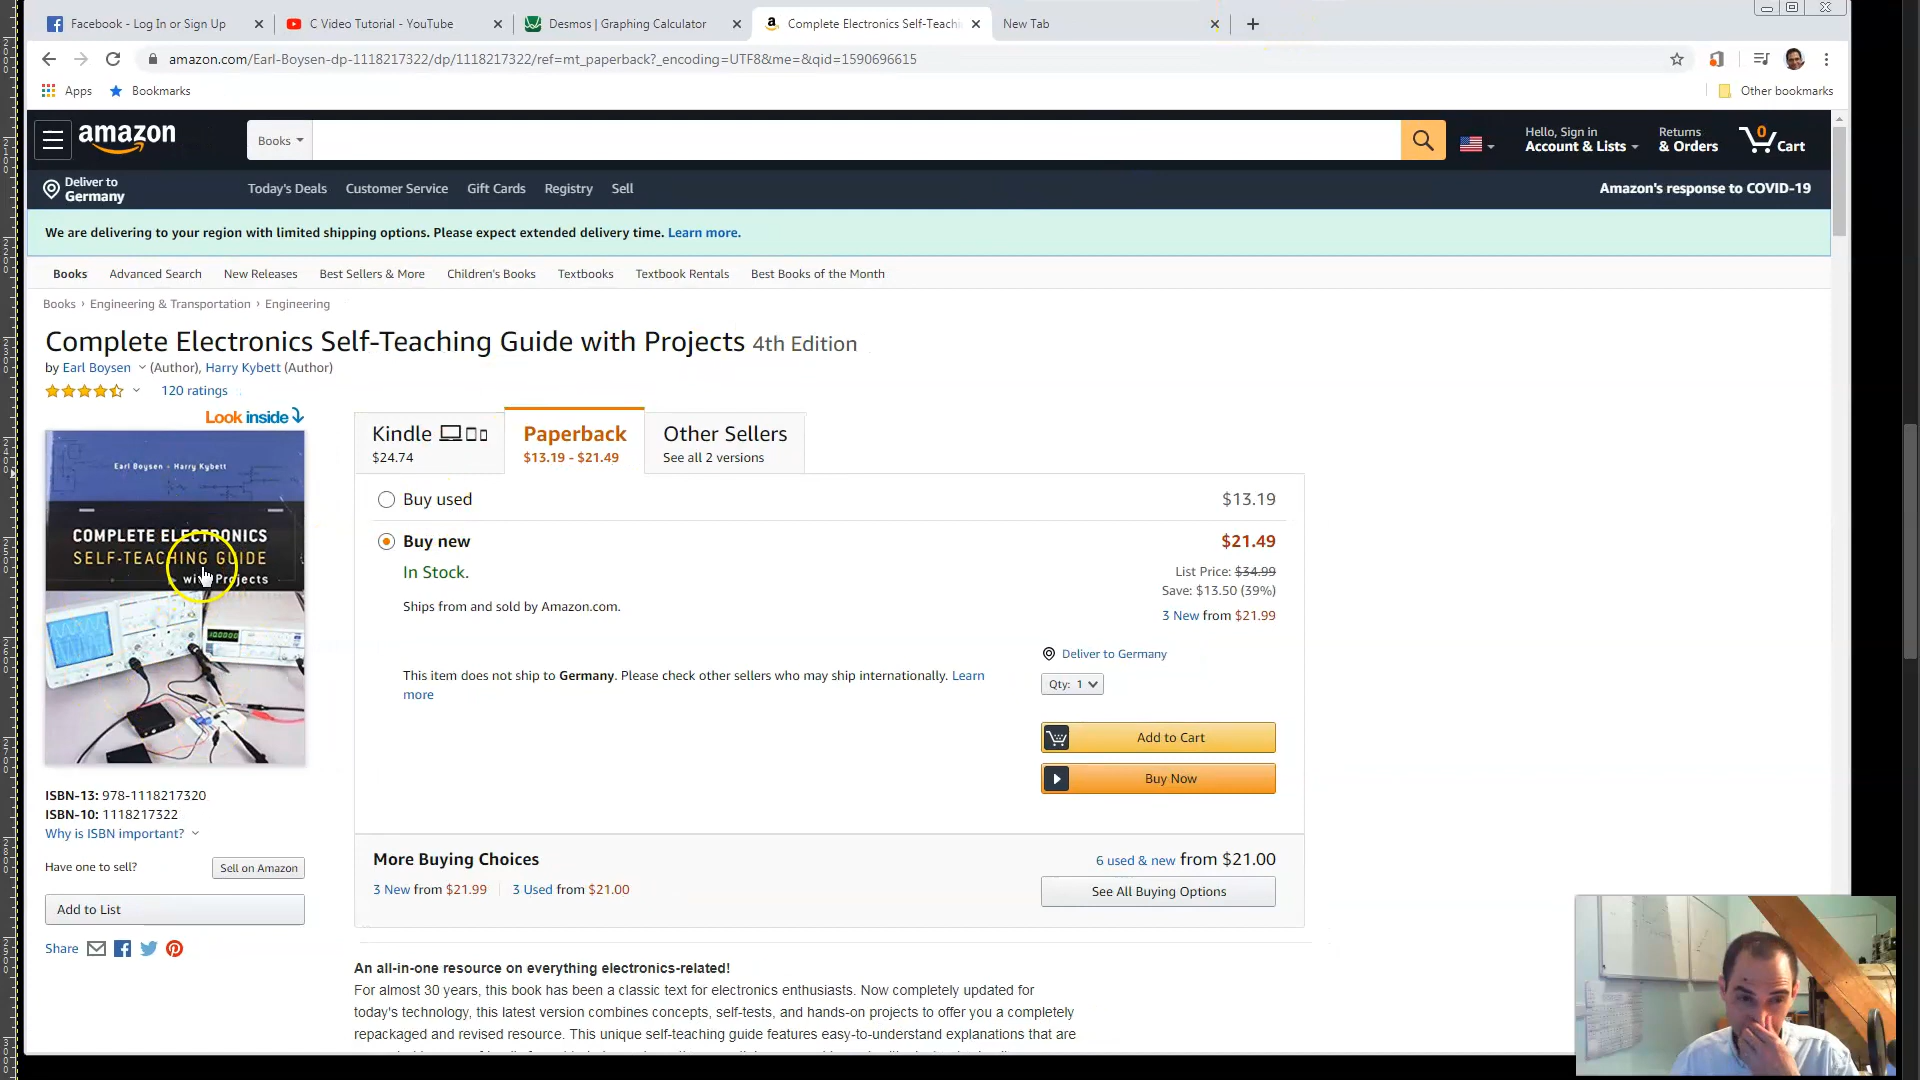 Facebook - Log In or Sign Up
C Video Tutorial - YouTube
Desmos | Graphing Calculator
Complete Electronics Self-Teachi
New Tab
amazon.com/Earl-Boysen-dp-1118217322/dp/1118217322/ref=mt_paperback?_encoding=UTF8&me=&qid=1590696615
Apps
Bookmarks
Other bookmarks
amazon
Books
Hello, Sign in
Account & Lists
Returns
& Orders
0
Cart
Deliver to
Germany
Today's Deals Customer Service Gift Cards Registry Sell
Amazon's response to COVID-19
We are delivering to your region with limited shipping options. Please expect extended delivery time. Learn more.
Books Advanced Search New Releases Best Sellers & More Children's Books Textbooks Textbook Rentals Best Books of the Month
Books › Engineering & Transportation › Engineering
Complete Electronics Self-Teaching Guide with Projects 4th Edition
by Earl Boysen (Author), Harry Kybett (Author)
120 ratings
Look inside
Earl Boysen · Harry Kybett
COMPLETE ELECTRONICS
SELF-TEACHING GUIDE
with Projects
Kindle
$24.74
Paperback
$13.19 - $21.49
Other Sellers
See all 2 versions
Buy used
$13.19
Buy new
$21.49
In Stock.
List Price: $34.99
Save: $13.50 (39%)
Ships from and sold by Amazon.com.
3 New from $21.99
Deliver to Germany
This item does not ship to Germany. Please check other sellers who may ship internationally. Learn
more
Qty: 1
Add to Cart
Buy Now
ISBN-13: 978-1118217320
ISBN-10: 1118217322
Why is ISBN important?
Have one to sell?
Sell on Amazon
Add to List
Share
More Buying Choices
6 used & new from $21.00
3 New from $21.99
3 Used from $21.00
See All Buying Options
An all-in-one resource on everything electronics-related!
For almost 30 years, this book has been a classic text for electronics enthusiasts. Now completely updated for
today's technology, this latest version combines concepts, self-tests, and hands-on projects to offer you a completely
repackaged and revised resource. This unique self-teaching guide features easy-to-understand explanations that are